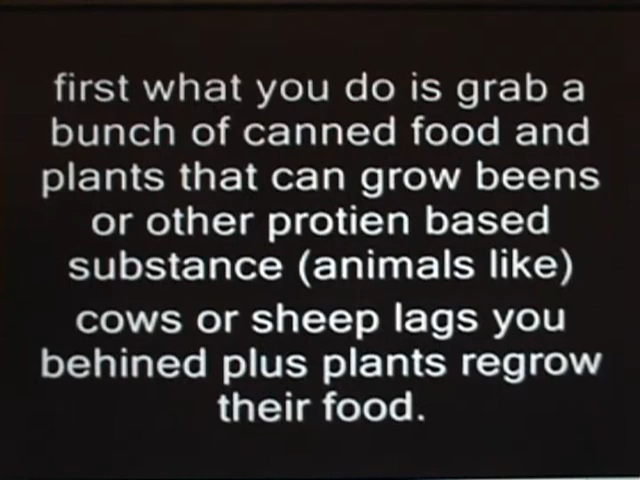 first what you do is grab a
bunch of canned food and
plants that can grow beens
or other protien based
substance (animals like)
cows or sheep lags you
behined plus plants regrow
their food.